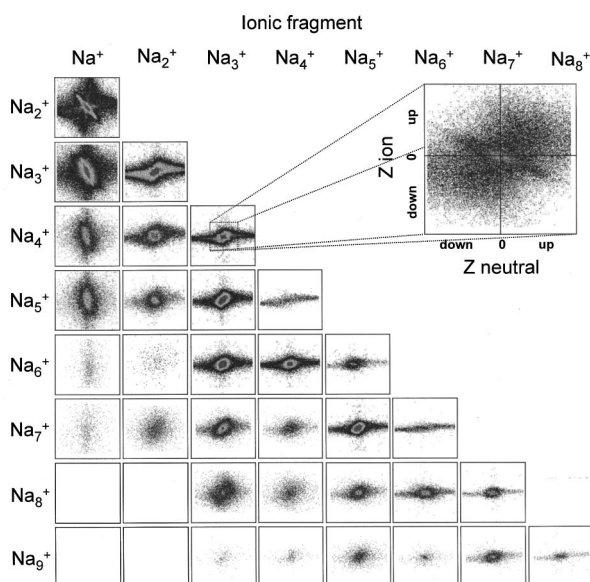 Ionic fragment
Na⁺ Na₂⁺ Na₃⁺ Na₄⁺ Na₅⁺ Na₆⁺ Na₇⁺ Na₈⁺
Na₂⁺
Na₃⁺
Na₄⁺
Na₅⁺
Na₆⁺
Na₇⁺
Na₈⁺
Na₉⁺
Z ion
down 0 up
down 0 up
Z neutral